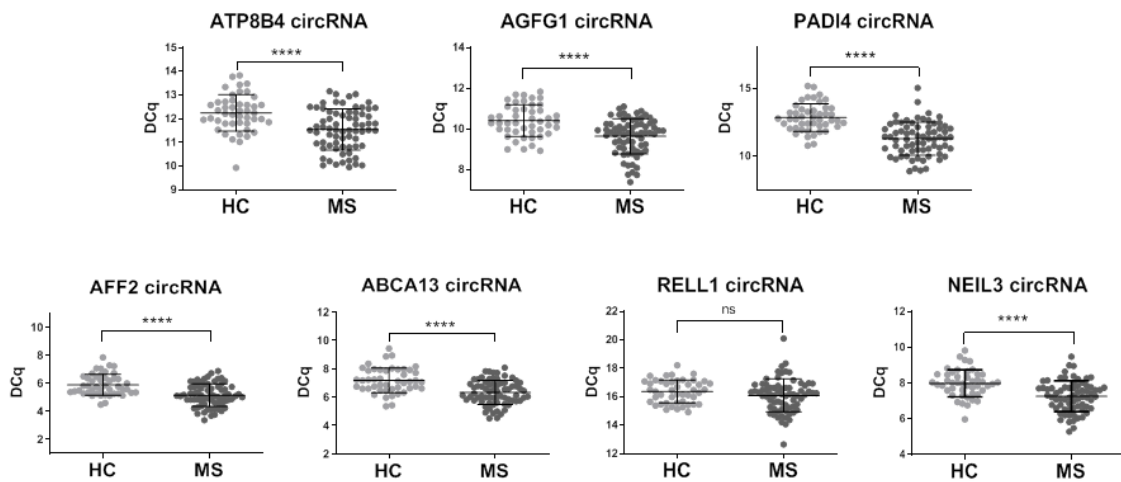 ATP8B4 circRNA
AGFG1 circRNA
PADI4 circRNA
****
****
****
DCq
15
14
13
12
11
10
9
DCq
14
12
10
8
DCq
15
10
HC
MS
HC
MS
HC
MS
AFF2 circRNA
ABCA13 circRNA
RELL1 circRNA
NEIL3 circRNA
****
****
ns
****
DCq
10
8
6
4
2
DCq
12
10
8
6
4
2
DCq
22
20
18
16
14
12
DCq
12
10
8
6
4
HC
MS
HC
MS
HC
MS
HC
MS